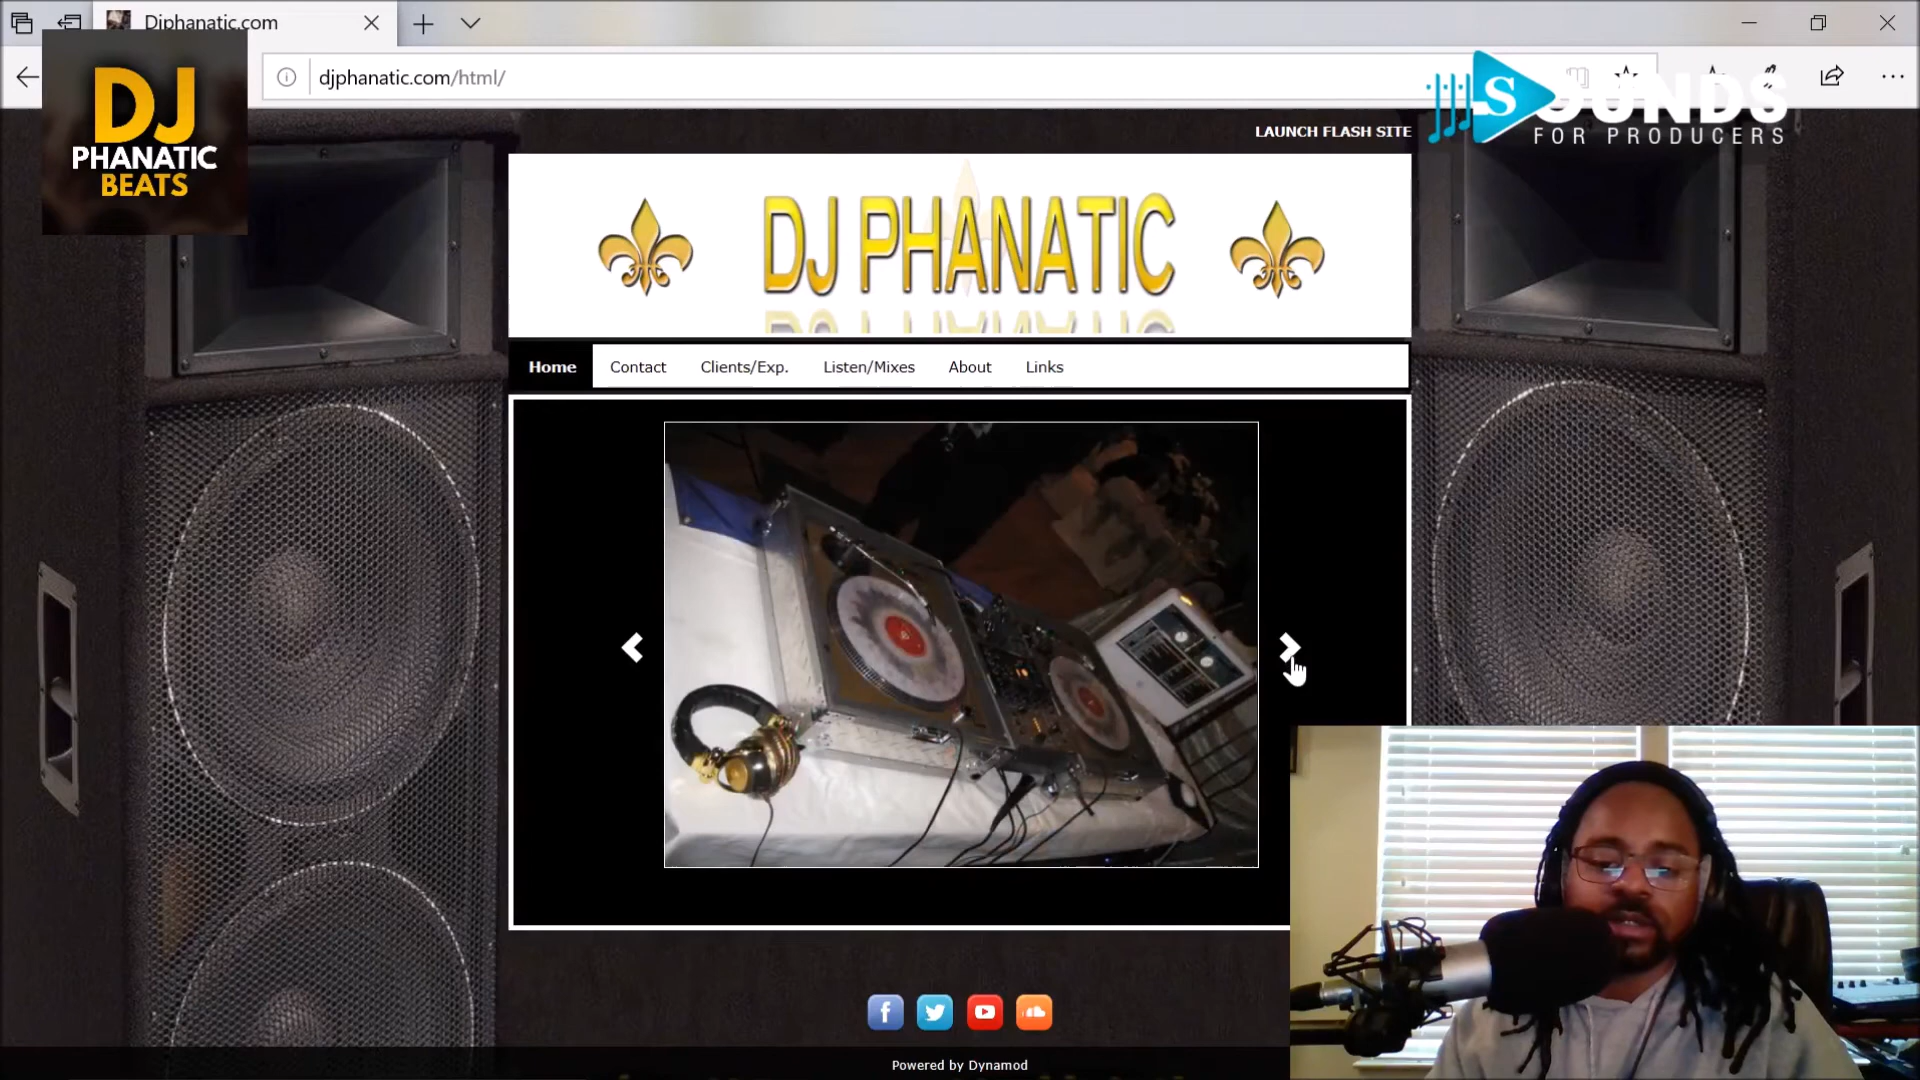 Djphanatic.com
djphanatic.com/html/
DJ
PHANATIC
BEATS
SOUNDS
FOR PRODUCERS
LAUNCH FLASH SITE
DJ PHANATIC
Home Contact Clients/Exp. Listen/Mixes About Links
Powered by Dynamod